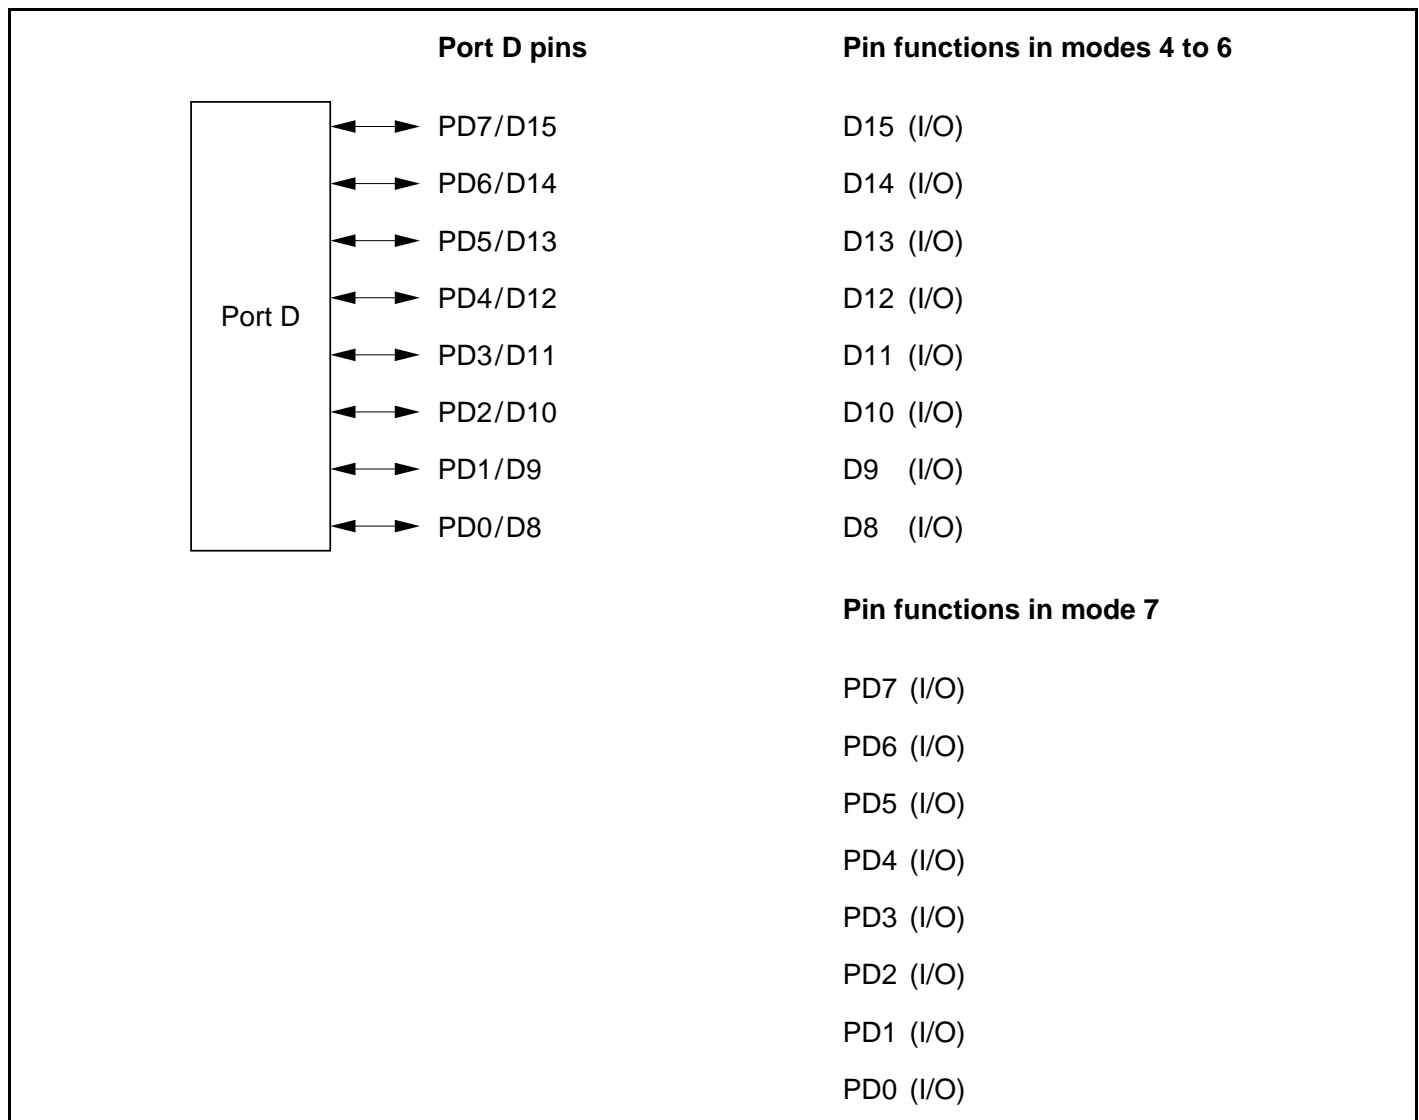 Port D pins Pin functions in modes 4 to 6
PD7/D15 D15 (I/O)
PD6/D14 D14 (I/O)
PD5/D13 D13 (I/O)
PD4/D12 D12 (I/O)
Port D
PD3/D11 D11 (I/O)
PD2/D10 D10 (I/O)
PD1/D9 D9 (I/O)
PD0/D8 D8 (I/O)
Pin functions in mode 7
PD7 (I/O)
PD6 (I/O)
PD5 (I/O)
PD4 (I/O)
PD3 (I/O)
PD2 (I/O)
PD1 (I/O)
PD0 (I/O)